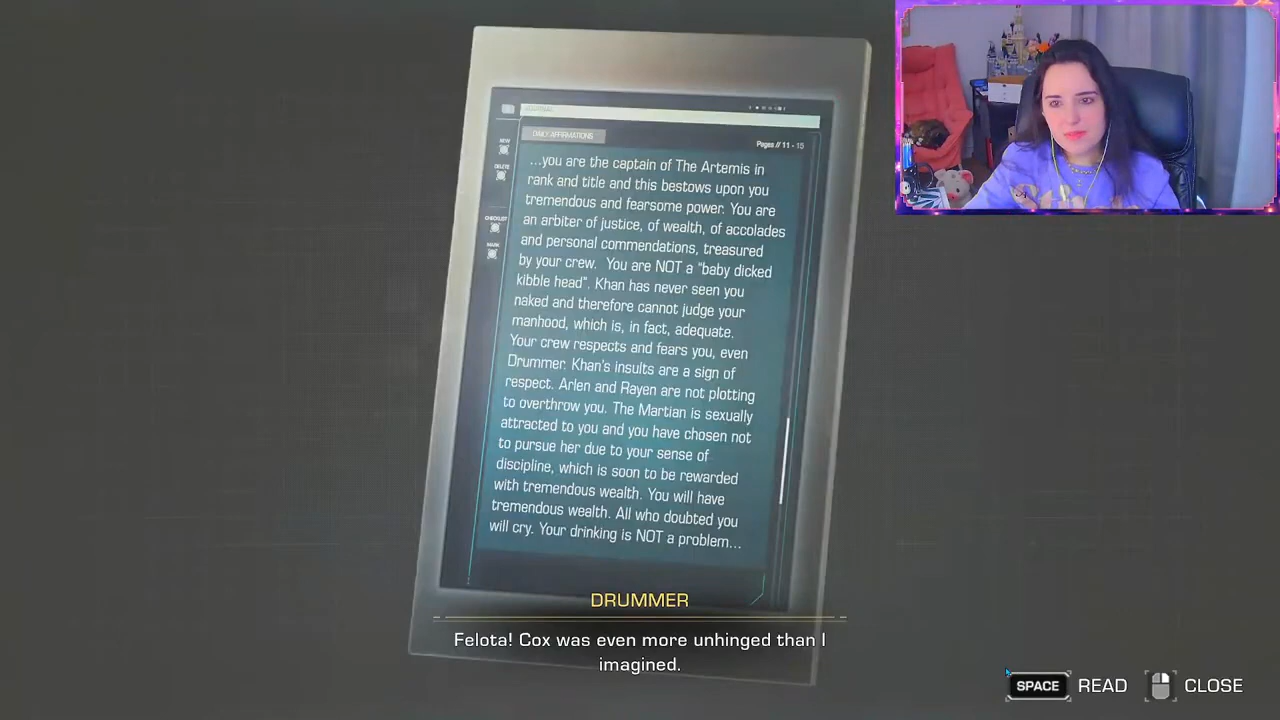 JOURNAL
DAILY AFFIRMATIONS
Pages // 11 - 15
NEW
DELETE
CHECKLIST
MARK
...you are the captain of The Artemis in
rank and title and this bestows upon you
tremendous and fearsome power. You are
an arbiter of justice, of wealth, of accolades
and personal commendations, treasured
by your crew. You are NOT a "baby dicked
kibble head". Khan has never seen you
naked and therefore cannot judge your
manhood, which is, in fact, adequate.
Your crew respects and fears you, even
Drummer. Khan's insults are a sign of
respect. Arlen and Rayen are not plotting
to overthrow you. The Martian is sexually
attracted to you and you have chosen not
to pursue her due to your sense of
discipline, which is soon to be rewarded
with tremendous wealth. You will have
tremendous wealth. All who doubted you
will cry. Your drinking is NOT a problem...
DRUMMER
Felota! Cox was even more unhinged than I
imagined.
SPACE READ CLOSE